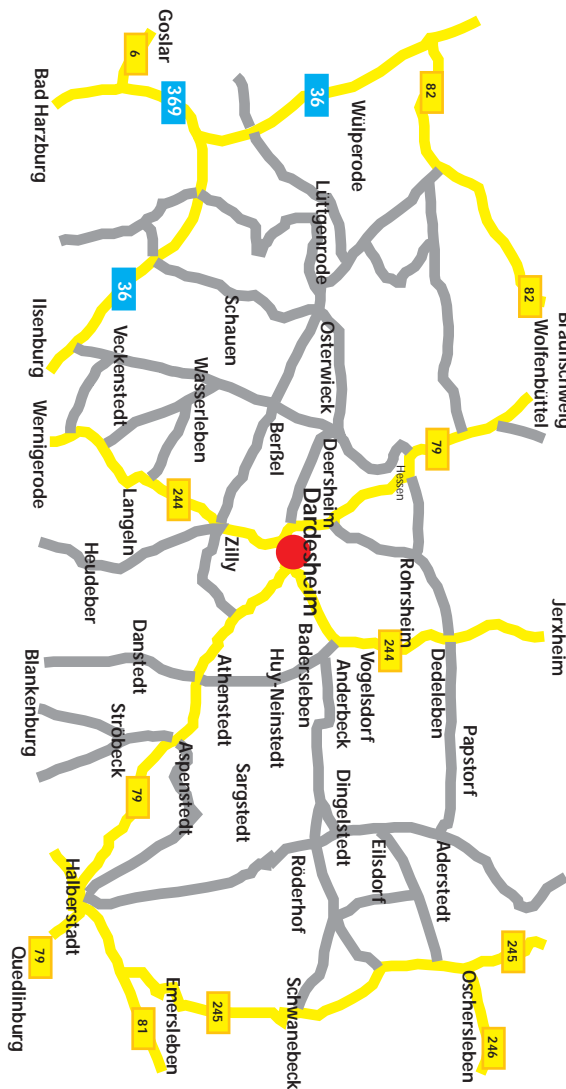 Goslar
6
Bad Harzburg
369
36
Wülperode
82
82
Braunschweig
Wolfenbüttel
Lüttgenrode
36
Ilsenburg
Schauen
Osterwieck
Veckenstedt
Wasserleben
Berßel
Deersheim
Hessen
79
Wernigerode
Langeln
244
Zilly
Dardesheim
Rohrsheim
Jerxheim
244
Heudeber
Danstedt
Athenstedt
Huy-Neinstedt
Badersleben
Anderbeck
Vogelsdorf
Dedeleben
Papstorf
Blankenburg
Ströbeck
79
Aspenstedt
Sargstedt
Dingelstedt
Eilsdorf
Aderstedt
Röderhof
Halberstadt
79
Quedlinburg
81
Emersleben
245
Schwanebeck
245
Oschersleben
246